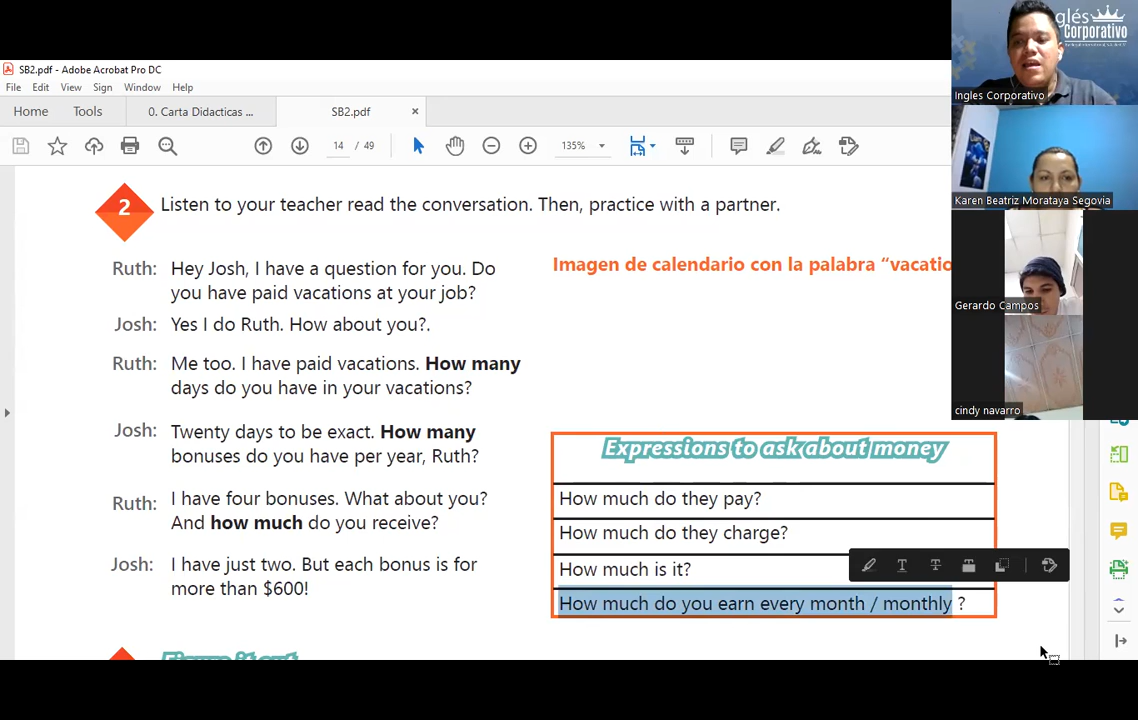 SB2.pdf - Adobe Acrobat Pro DC
File Edit View Sign Window Help
Home Tools 0. Carta Didacticas ... SB2.pdf ×
14 / 49 135%
2 Listen to your teacher read the conversation. Then, practice with a partner.
Ruth: Hey Josh, I have a question for you. Do
you have paid vacations at your job?
Josh: Yes I do Ruth. How about you?.
Ruth: Me too. I have paid vacations. How many
days do you have in your vacations?
Josh: Twenty days to be exact. How many
bonuses do you have per year, Ruth?
Ruth: I have four bonuses. What about you?
And how much do you receive?
Josh: I have just two. But each bonus is for
more than $600!
Figure it out
Imagen de calendario con la palabra “vacatio
Expressions to ask about money
How much do they pay?
How much do they charge?
How much is it?
How much do you earn every month / monthly ?
glés
Corporativo
Ingles Corporativo
Karen Beatriz Morataya Segovia
Gerardo Campos
cindy navarro